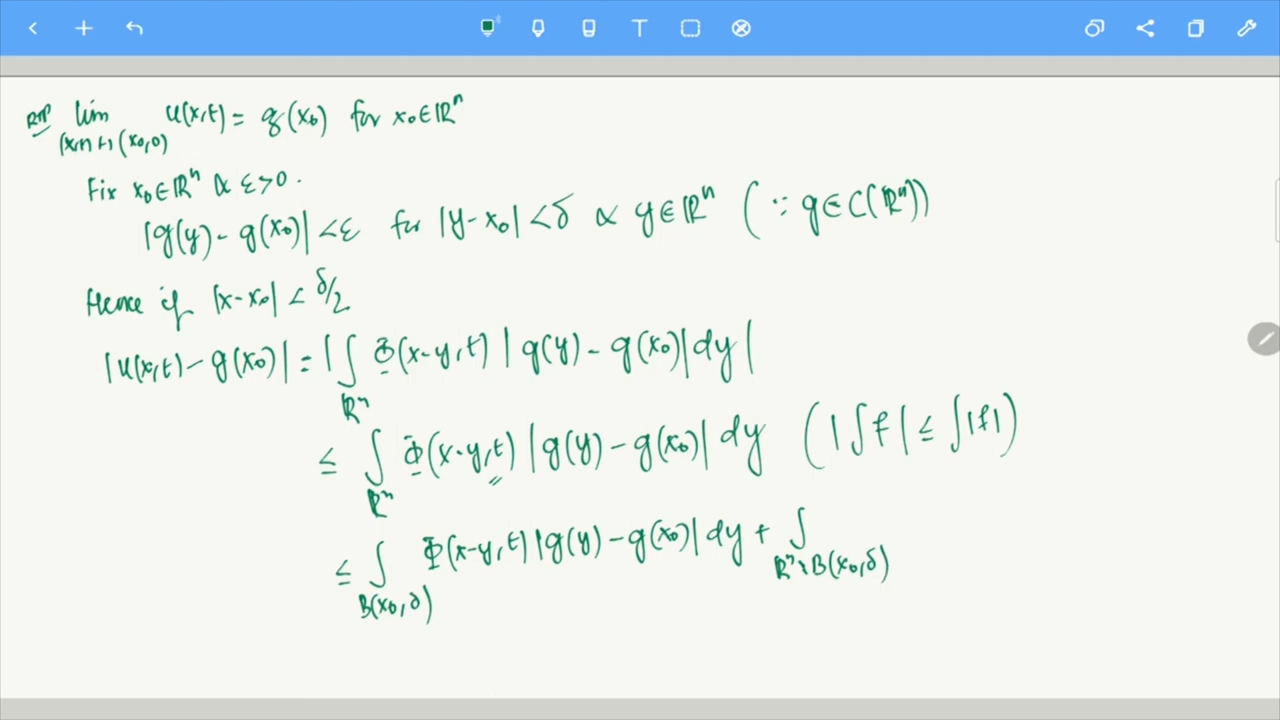 RTP lim u(x,t) = g(x₀) for x₀ ∈ ℝⁿ
(x,t)→(x₀,0)
Fix x₀ ∈ ℝⁿ & ε>0.
|g(y) - g(x₀)| < ε for |y-x₀| < δ & y ∈ ℝⁿ (∵ g ∈ C(ℝⁿ))
Hence if |x-x₀| < δ/2
|u(x,t) - g(x₀)| = |∫_{ℝⁿ} Φ(x-y,t) |g(y) - g(x₀)| dy|
≤ ∫_{ℝⁿ} Φ(x-y,t) |g(y) - g(x₀)| dy (|∫f| ≤ ∫|f|)
≤ ∫_{B(x₀,δ)} Φ(x-y,t) |g(y) - g(x₀)| dy + ∫_{ℝⁿ∖B(x₀,δ)}